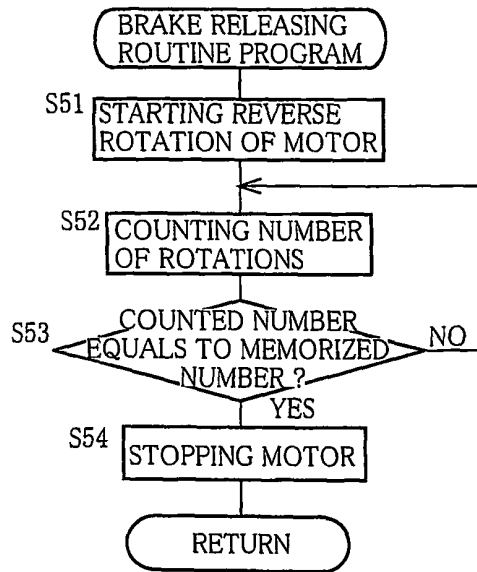 BRAKE RELEASING
ROUTINE PROGRAM
S51
STARTING REVERSE
ROTATION OF MOTOR
S52
COUNTING NUMBER
OF ROTATIONS
S53
COUNTED NUMBER
EQUALS TO MEMORIZED
NUMBER ?
NO
YES
S54
STOPPING MOTOR
RETURN